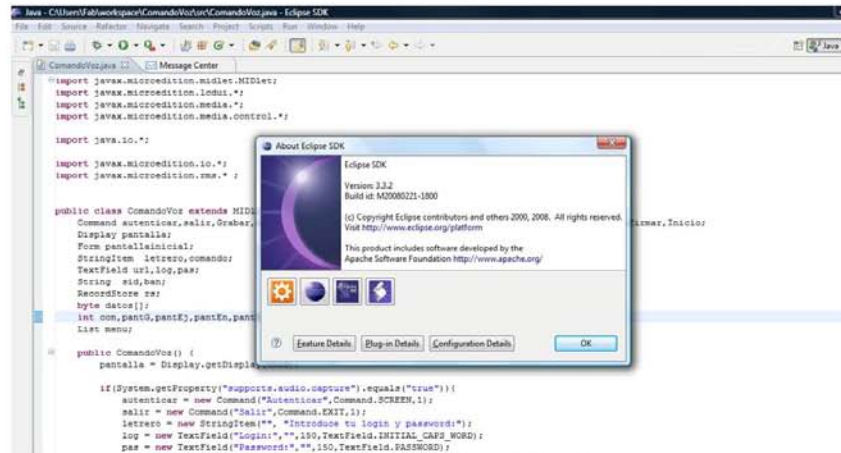 Java - C:\Users\Fab\workspace\ComandoVoz\src\ComandoVoz.java - Eclipse SDK
File Edit Source Refactor Navigate Search Project Scripts Run Window Help
Java
ComandoVoz.java Message Center
import javax.microedition.midlet.MIDlet;
import javax.microedition.lcdui.*;
import javax.microedition.media.*;
import javax.microedition.media.control.*;
import java.io.*;
import javax.microedition.io.*;
import javax.microedition.rms.* ;
public class ComandoVoz extends MIDl
Command autenticar,salir,Grabar, irmar,Inicio;
Display pantalla;
Form pantallainicial;
StringItem letrero,comando;
TextField url,log,pas;
String sid,ban;
RecordStore rs;
byte datos[];
int con,pantG,pantEj,pantEn,pant
List menu;
public ComandoVoz() {
pantalla = Display.getDispla
if(System.getProperty("supports.audio.capture").equals("true")){
autenticar = new Command("Autenticar",Command.SCREEN,1);
salir = new Command("Salir",Command.EXIT,1);
letrero = new StringItem("", "Introduce tu login y password:");
log = new TextField("Login:","",150,TextField.INITIAL_CAPS_WORD);
pas = new TextField("Password:","",150,TextField.PASSWORD);
About Eclipse SDK
Eclipse SDK
Version: 3.3.2
Build id: M20080221-1800
(c) Copyright Eclipse contributors and others 2000, 2008. All rights reserved.
Visit http://www.eclipse.org/platform
This product includes software developed by the
Apache Software Foundation http://www.apache.org/
Feature Details Plug-in Details Configuration Details OK